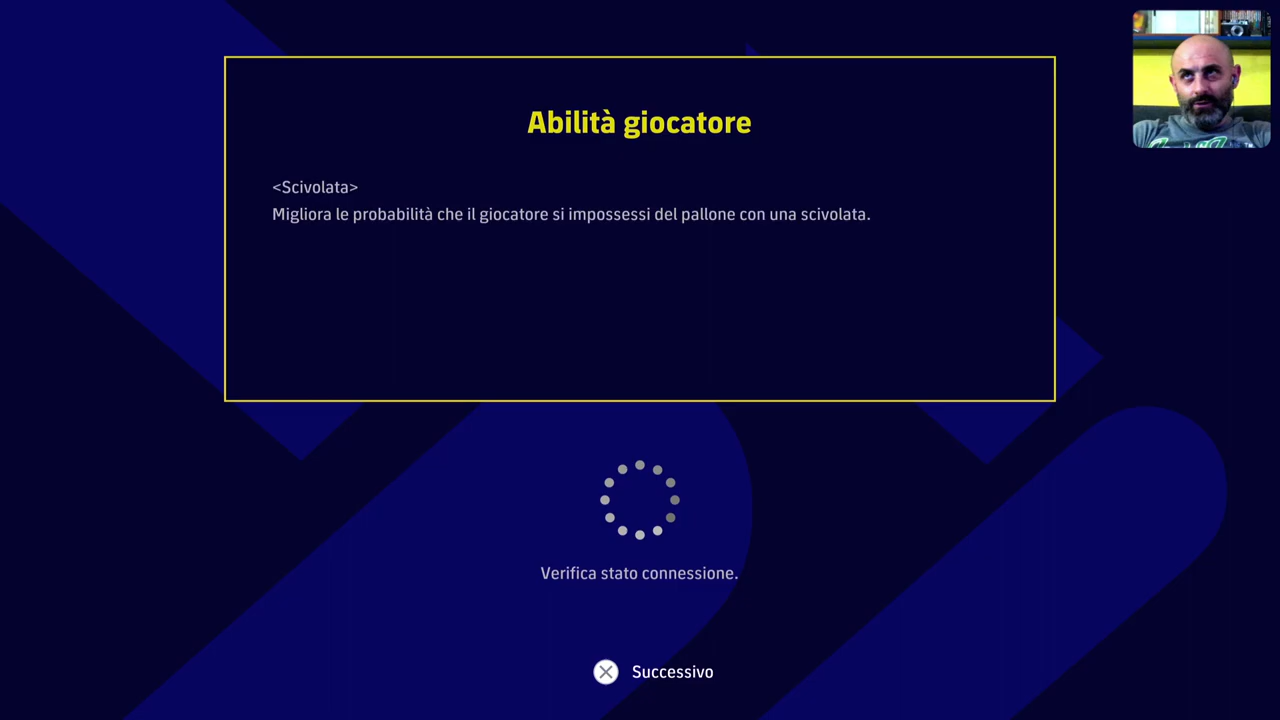 Abilità giocatore
<Scivolata>
Migliora le probabilità che il giocatore si impossessi del pallone con una scivolata.
Verifica stato connessione.
Successivo